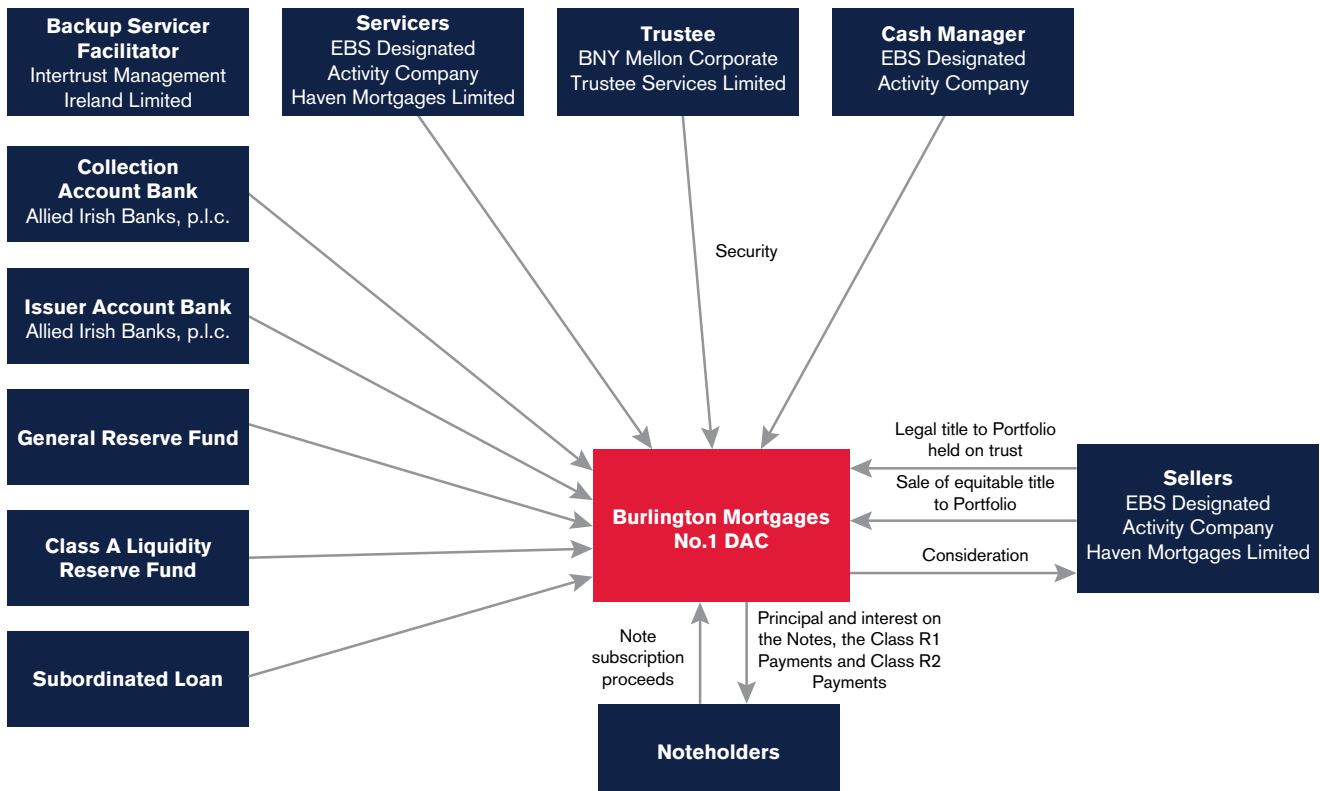 Backup Servicer
Facilitator
Intertrust Management
Ireland Limited
Servicers
EBS Designated
Activity Company
Haven Mortgages Limited
Trustee
BNY Mellon Corporate
Trustee Services Limited
Cash Manager
EBS Designated
Activity Company
Collection
Account Bank
Allied Irish Banks, p.l.c.
Security
Issuer Account Bank
Allied Irish Banks, p.l.c.
General Reserve Fund
Class A Liquidity
Reserve Fund
Subordinated Loan
Burlington Mortgages
No.1 DAC
Legal title to Portfolio
held on trust
Sale of equitable title
to Portfolio
Consideration
Sellers
EBS Designated
Activity Company
Haven Mortgages Limited
Note
subscription
proceeds
Principal and interest on
the Notes, the Class R1
Payments and Class R2
Payments
Noteholders